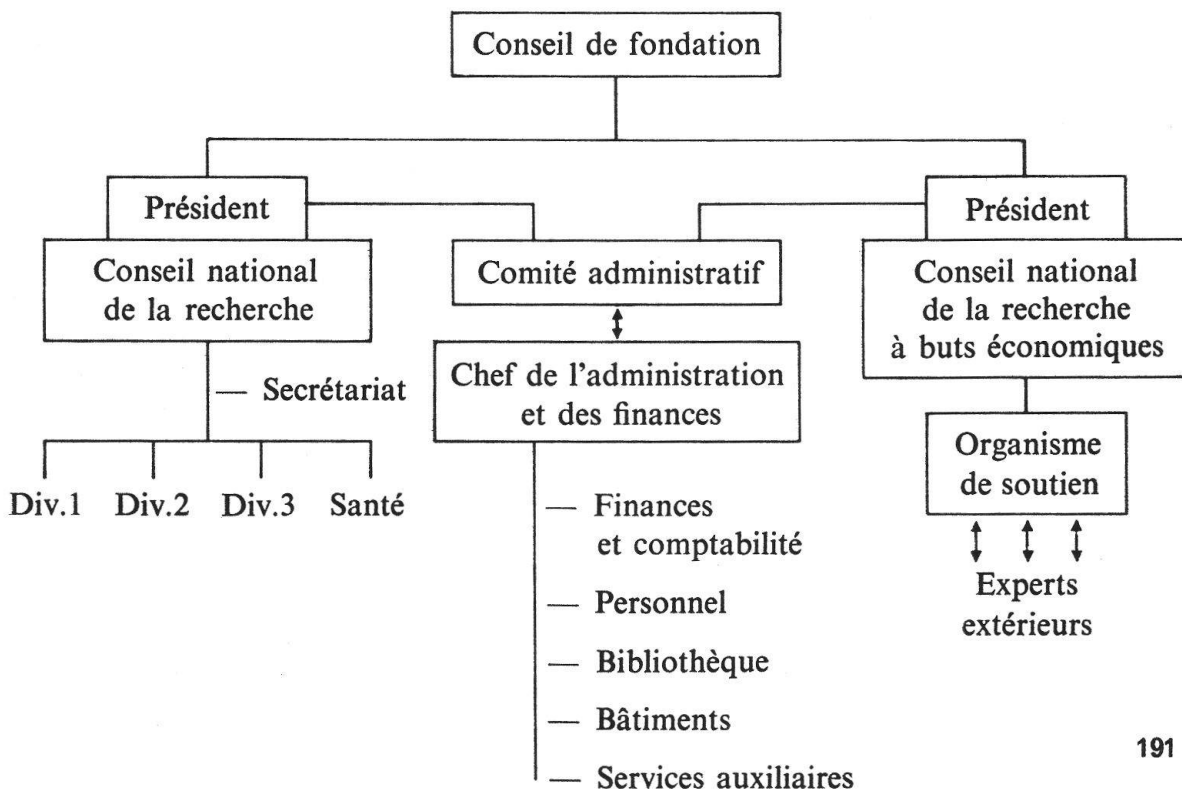 Conseil de fondation
Président
Président
Conseil national
de la recherche
Comité administratif
Conseil national
de la recherche
à buts économiques
Chef de l'administration
et des finances
— Secrétariat
Organisme
de soutien
Div.1 Div.2 Div.3 Santé
— Finances
et comptabilité
Experts
extérieurs
— Personnel
— Bibliothèque
— Bâtiments
— Services auxiliaires
191